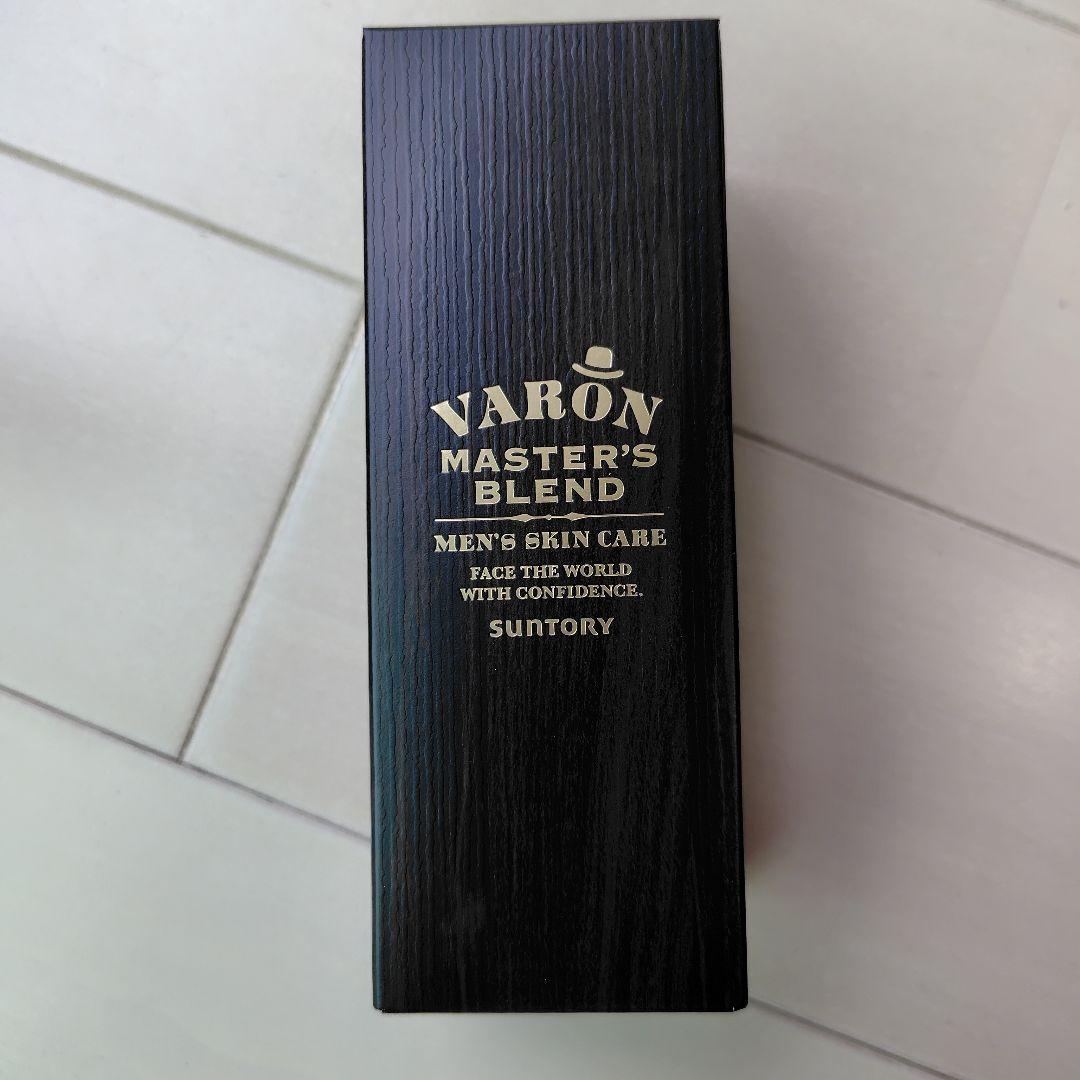 VARON
MASTER'S
BLEND
MEN'S SKIN CARE
FACE THE WORLD
WITH CONFIDENCE.
SUNTORY